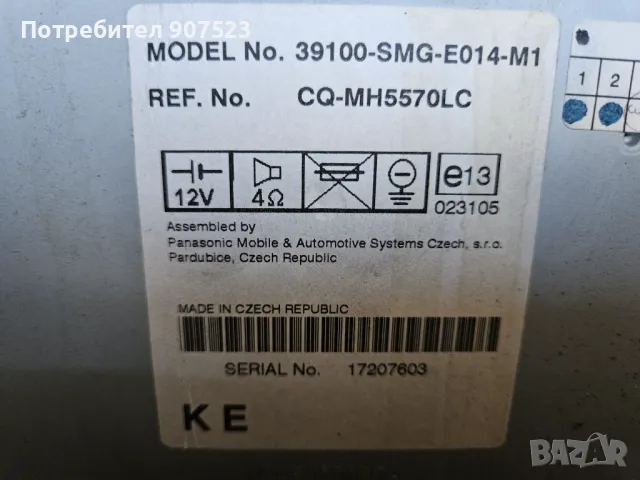 Потребител 907523
MODEL No. 39100-SMG-E014-M1
REF. No. CQ-MH5570LC
1 2
12V 4Ω e13
023105
Assembled by
Panasonic Mobile & Automotive Systems Czech, s.r.o.
Pardubice, Czech Republic
MADE IN CZECH REPUBLIC
SERIAL No. 17207603
KE
BAZAR